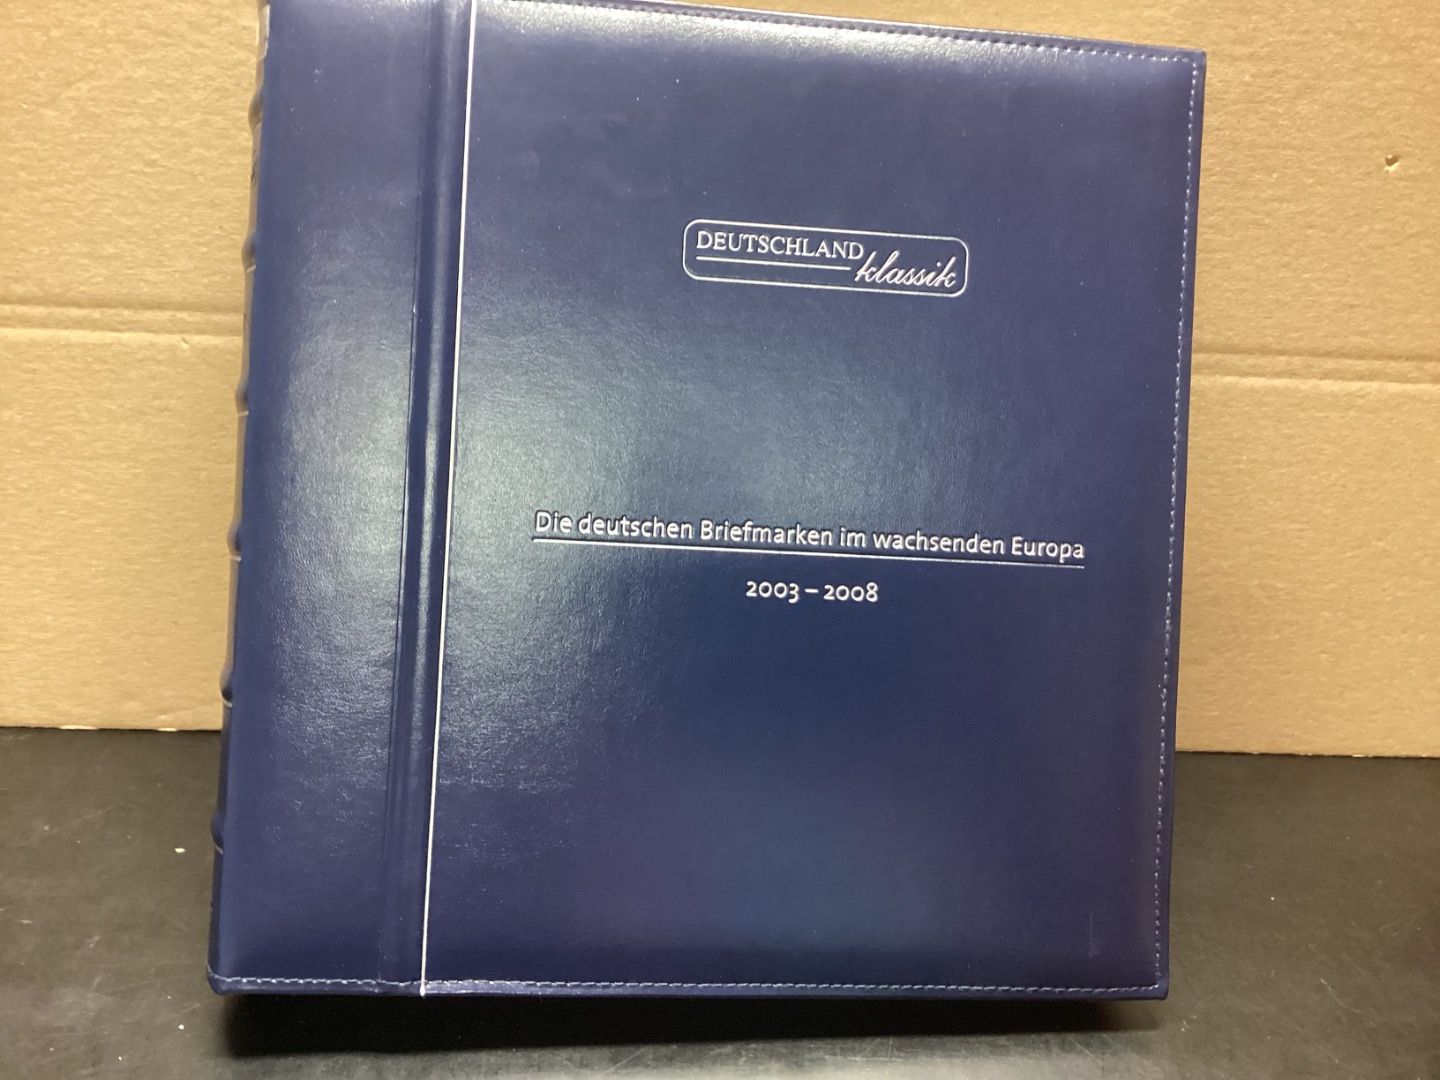 DEUTSCHLAND
klassik
Die deutschen Briefmarken im wachsenden Europa
2003 – 2008